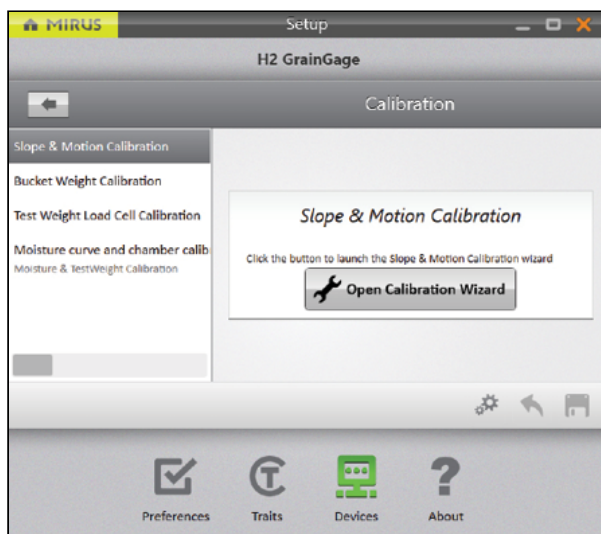 MIRUS
Setup
H2 GrainGage
Calibration
Slope & Motion Calibration
Bucket Weight Calibration
Test Weight Load Cell Calibration
Moisture curve and chamber calib
Moisture & TestWeight Calibration
Slope & Motion Calibration
Click the button to launch the Slope & Motion Calibration wizard
Open Calibration Wizard
Preferences
Traits
Devices
About